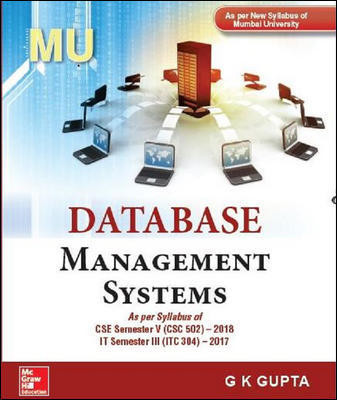 As per New Syllabus of
Mumbai University
MU
DATABASE
MANAGEMENT
SYSTEMS
As per Syllabus of
CSE Semester V (CSC 502) – 2018
IT Semester III (ITC 304) – 2017
Mc
Graw
Hill
Education
G K GUPTA